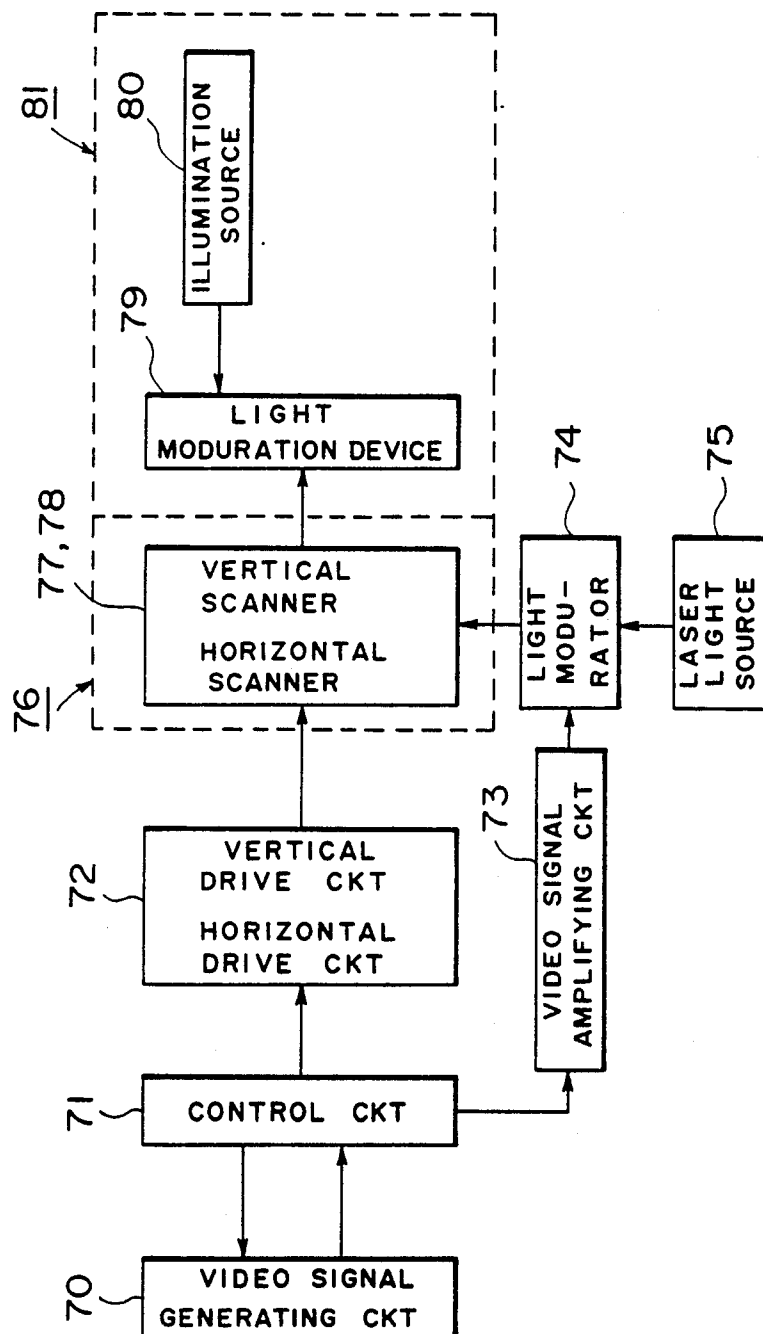 81
80
ILLUMINATION
SOURCE
79
LIGHT
MODURATION DEVICE
77, 78
VERTICAL
SCANNER
HORIZONTAL
SCANNER
76
74
LIGHT
MODU-
RATOR
75
LASER
LIGHT
SOURCE
72
VERTICAL
DRIVE CKT
HORIZONTAL
DRIVE CKT
73
VIDEO SIGNAL
AMPLIFYING CKT
71
CONTROL CKT
70
VIDEO SIGNAL
GENERATING CKT